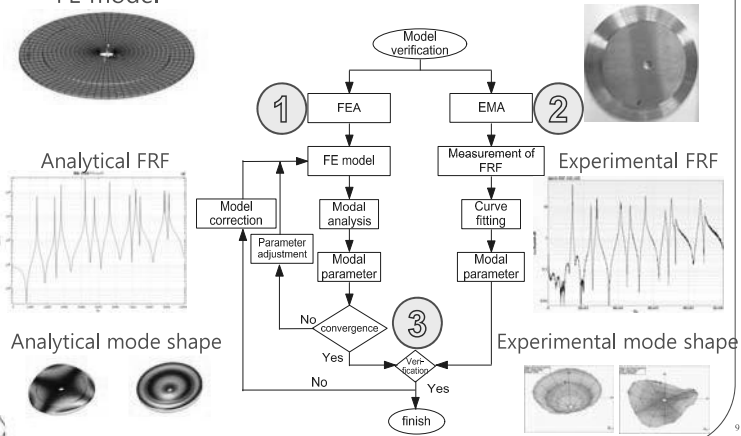 FE model
Model
verification
1
FEA
EMA
2
Analytical FRF
FE model
Measurement of
FRF
Experimental FRF
Model
correction
Modal
analysis
Curve
fitting
Parameter
adjustment
Modal
parameter
Modal
parameter
No
convergence
3
Analytical mode shape
Experimental mode shape
Yes
Veri-
fication
No
Yes
finish
9